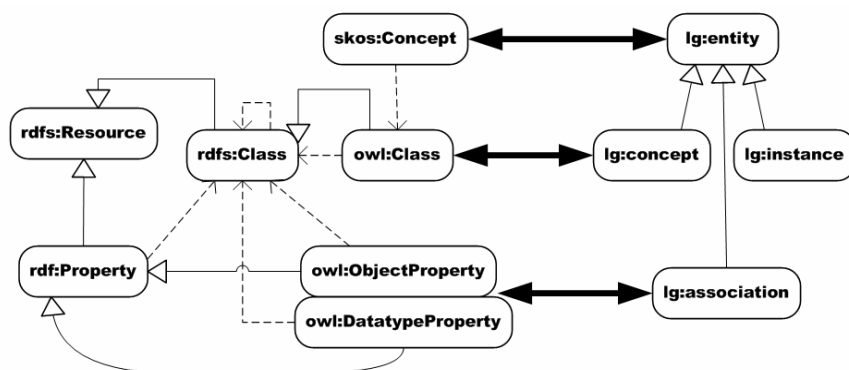 skos:Concept
lg:entity
rdfs:Resource
rdfs:Class
owl:Class
lg:concept
lg:instance
rdf:Property
owl:ObjectProperty
lg:association
owl:DatatypeProperty